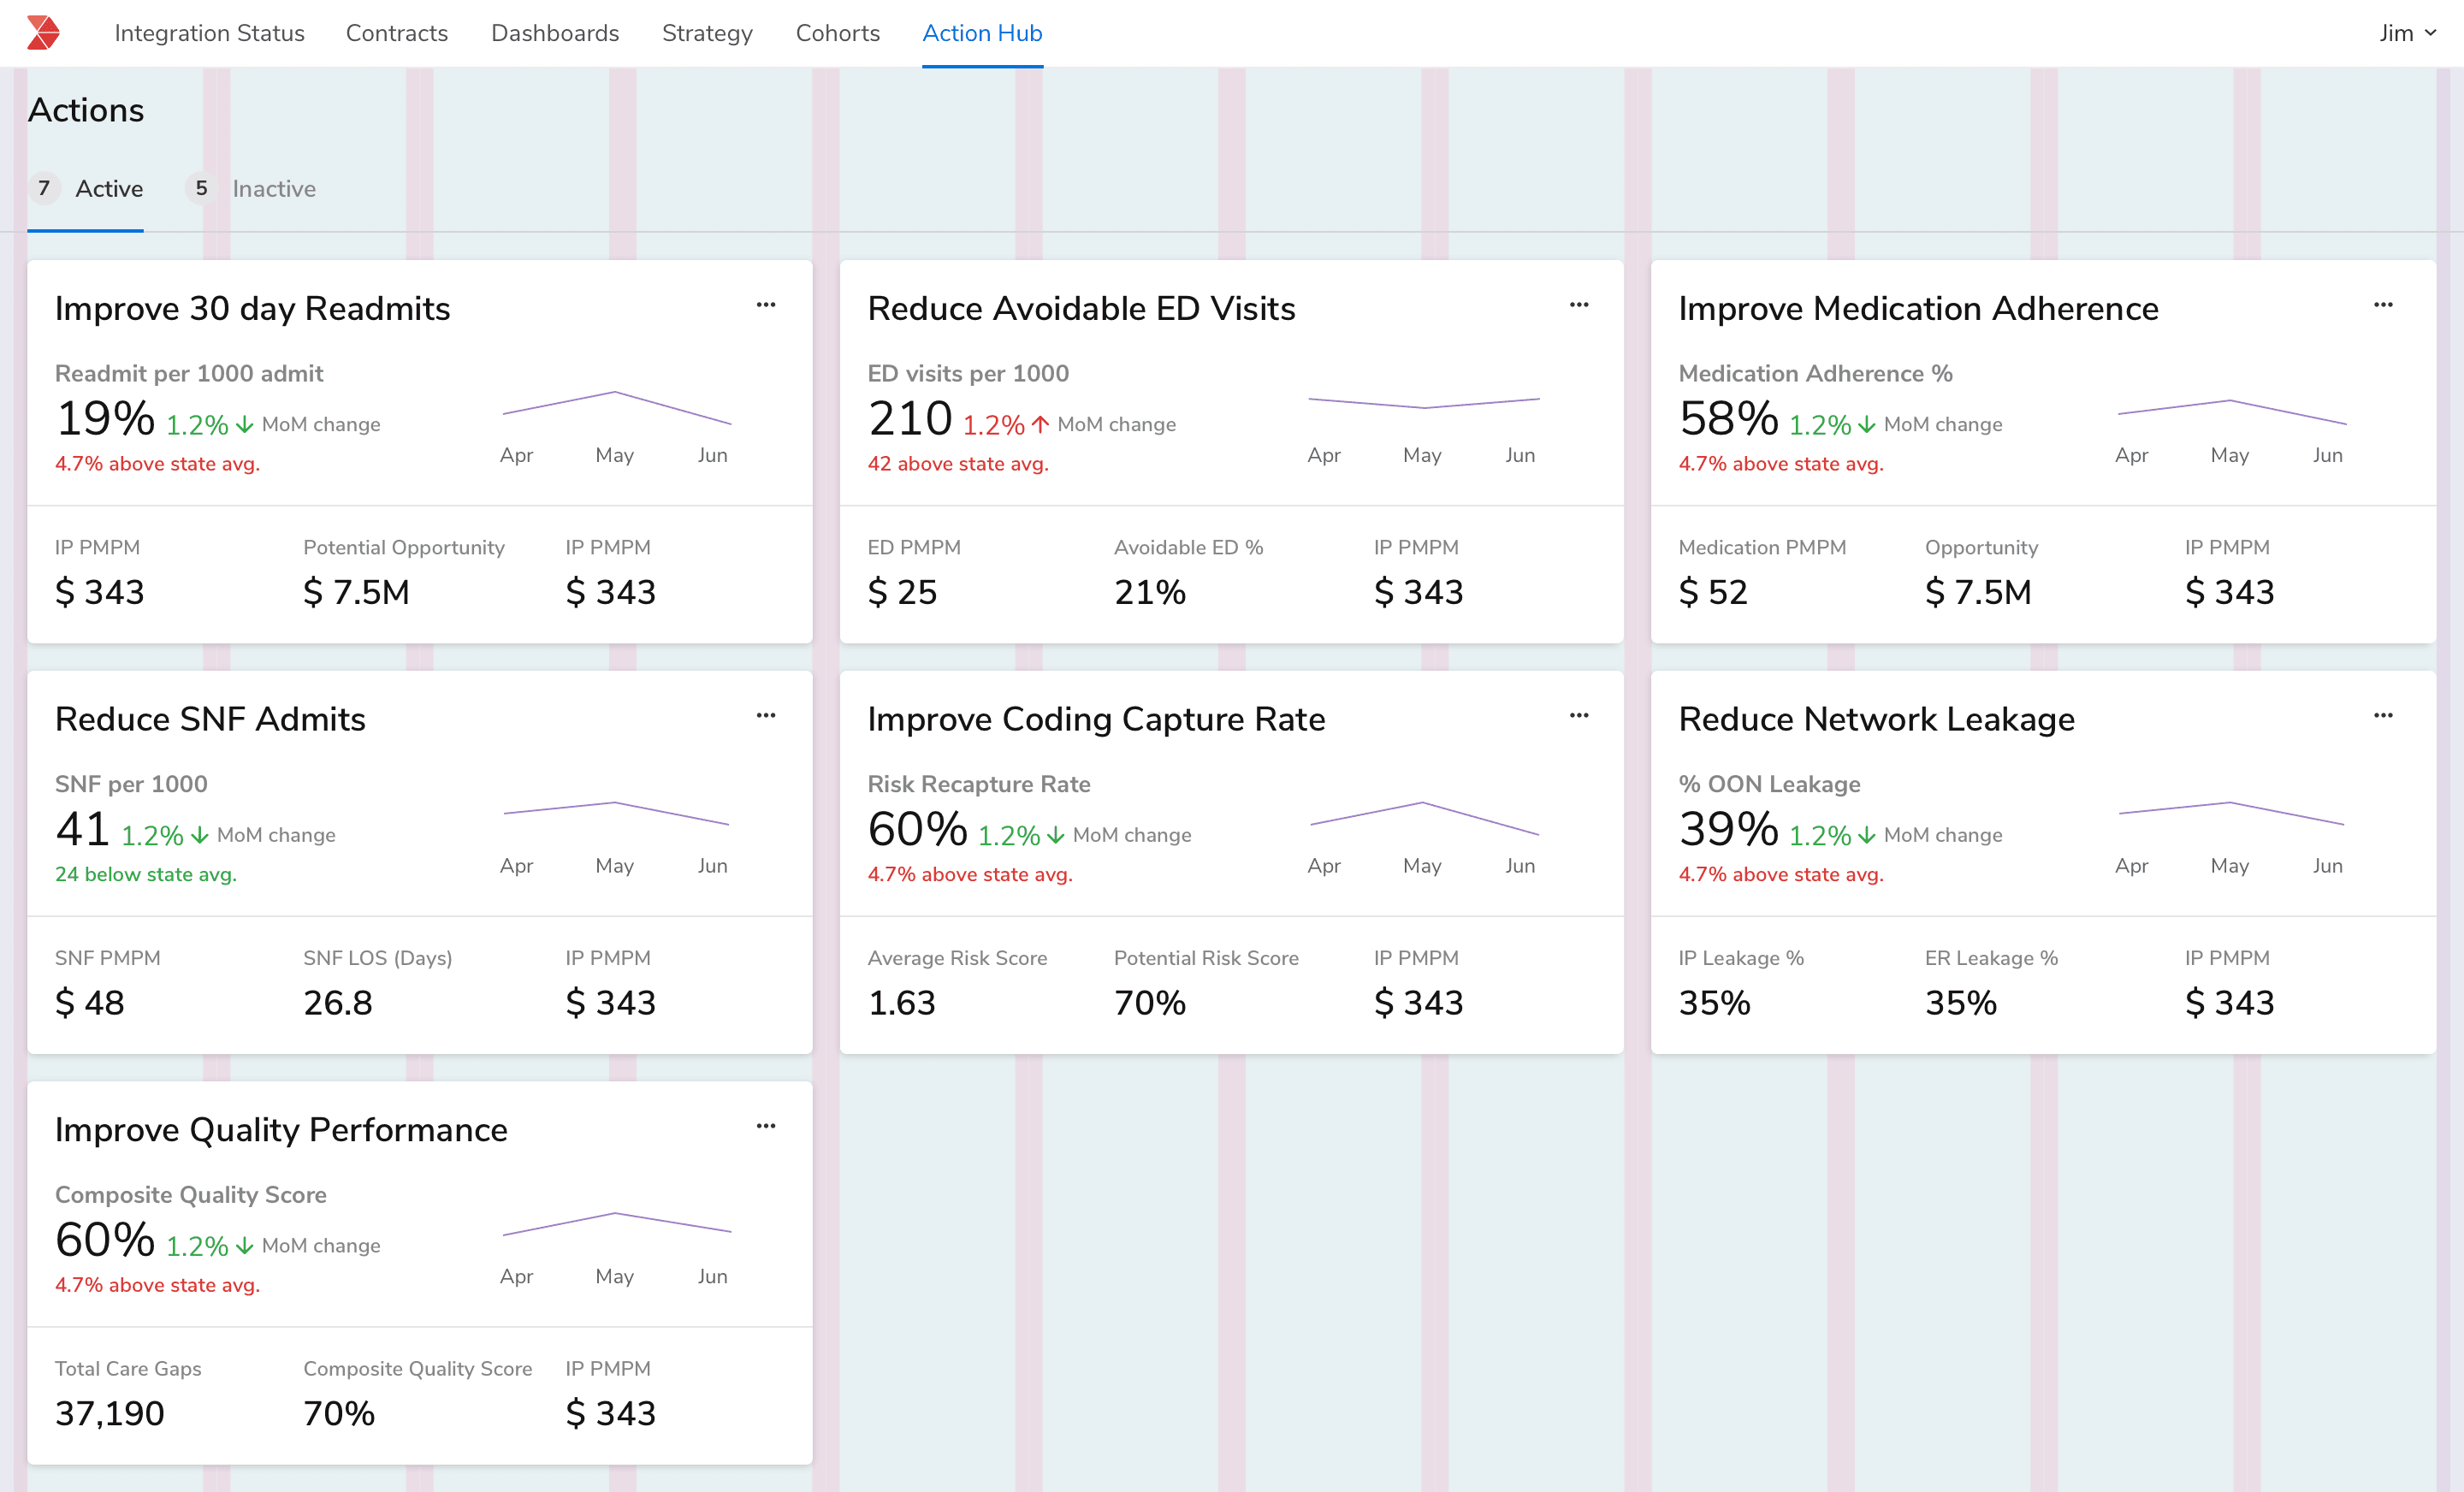 Integration Status Contracts Dashboards Strategy Cohorts Action Hub Jim
Actions
7 Active 5 Inactive
Improve 30 day Readmits
Readmit per 1000 admit
19% 1.2% ↓ MoM change
4.7% above state avg.
Apr May Jun
IP PMPM Potential Opportunity IP PMPM
$ 343 $ 7.5M $ 343
Reduce Avoidable ED Visits
ED visits per 1000
210 1.2% ↑ MoM change
42 above state avg.
Apr May Jun
ED PMPM Avoidable ED % IP PMPM
$ 25 21% $ 343
Improve Medication Adherence
Medication Adherence %
58% 1.2% ↓ MoM change
4.7% above state avg.
Apr May Jun
Medication PMPM Opportunity IP PMPM
$ 52 $ 7.5M $ 343
Reduce SNF Admits
SNF per 1000
41 1.2% ↓ MoM change
24 below state avg.
Apr May Jun
SNF PMPM SNF LOS (Days) IP PMPM
$ 48 26.8 $ 343
Improve Coding Capture Rate
Risk Recapture Rate
60% 1.2% ↓ MoM change
4.7% above state avg.
Apr May Jun
Average Risk Score Potential Risk Score IP PMPM
1.63 70% $ 343
Reduce Network Leakage
% OON Leakage
39% 1.2% ↓ MoM change
4.7% above state avg.
Apr May Jun
IP Leakage % ER Leakage % IP PMPM
35% 35% $ 343
Improve Quality Performance
Composite Quality Score
60% 1.2% ↓ MoM change
4.7% above state avg.
Apr May Jun
Total Care Gaps Composite Quality Score IP PMPM
37,190 70% $ 343